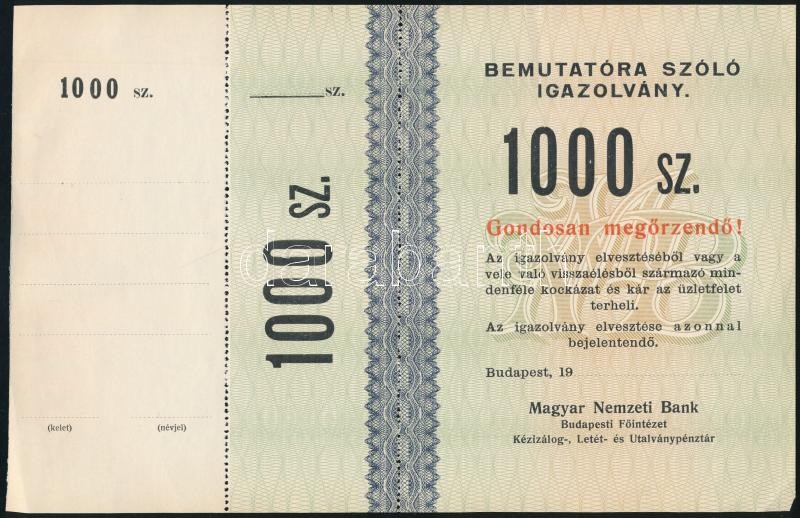 1000 sz.
(kelet) (névjel)
sz.
1000 sz.
BEMUTATÓRA SZÓLÓ
IGAZOLVÁNY.
1000 sz.
Gondosan megőrzendő!
Az igazolvány elvesztéséből vagy a
vele való visszaélésből származó min-
denféle kockázat és kár az üzletfelet
terheli.
Az igazolvány elvesztése azonnal
bejelentendő.
Budapest, 19
Magyar Nemzeti Bank
Budapesti Főintézet
Kézizálog-, Letét- és Utalványpénztár